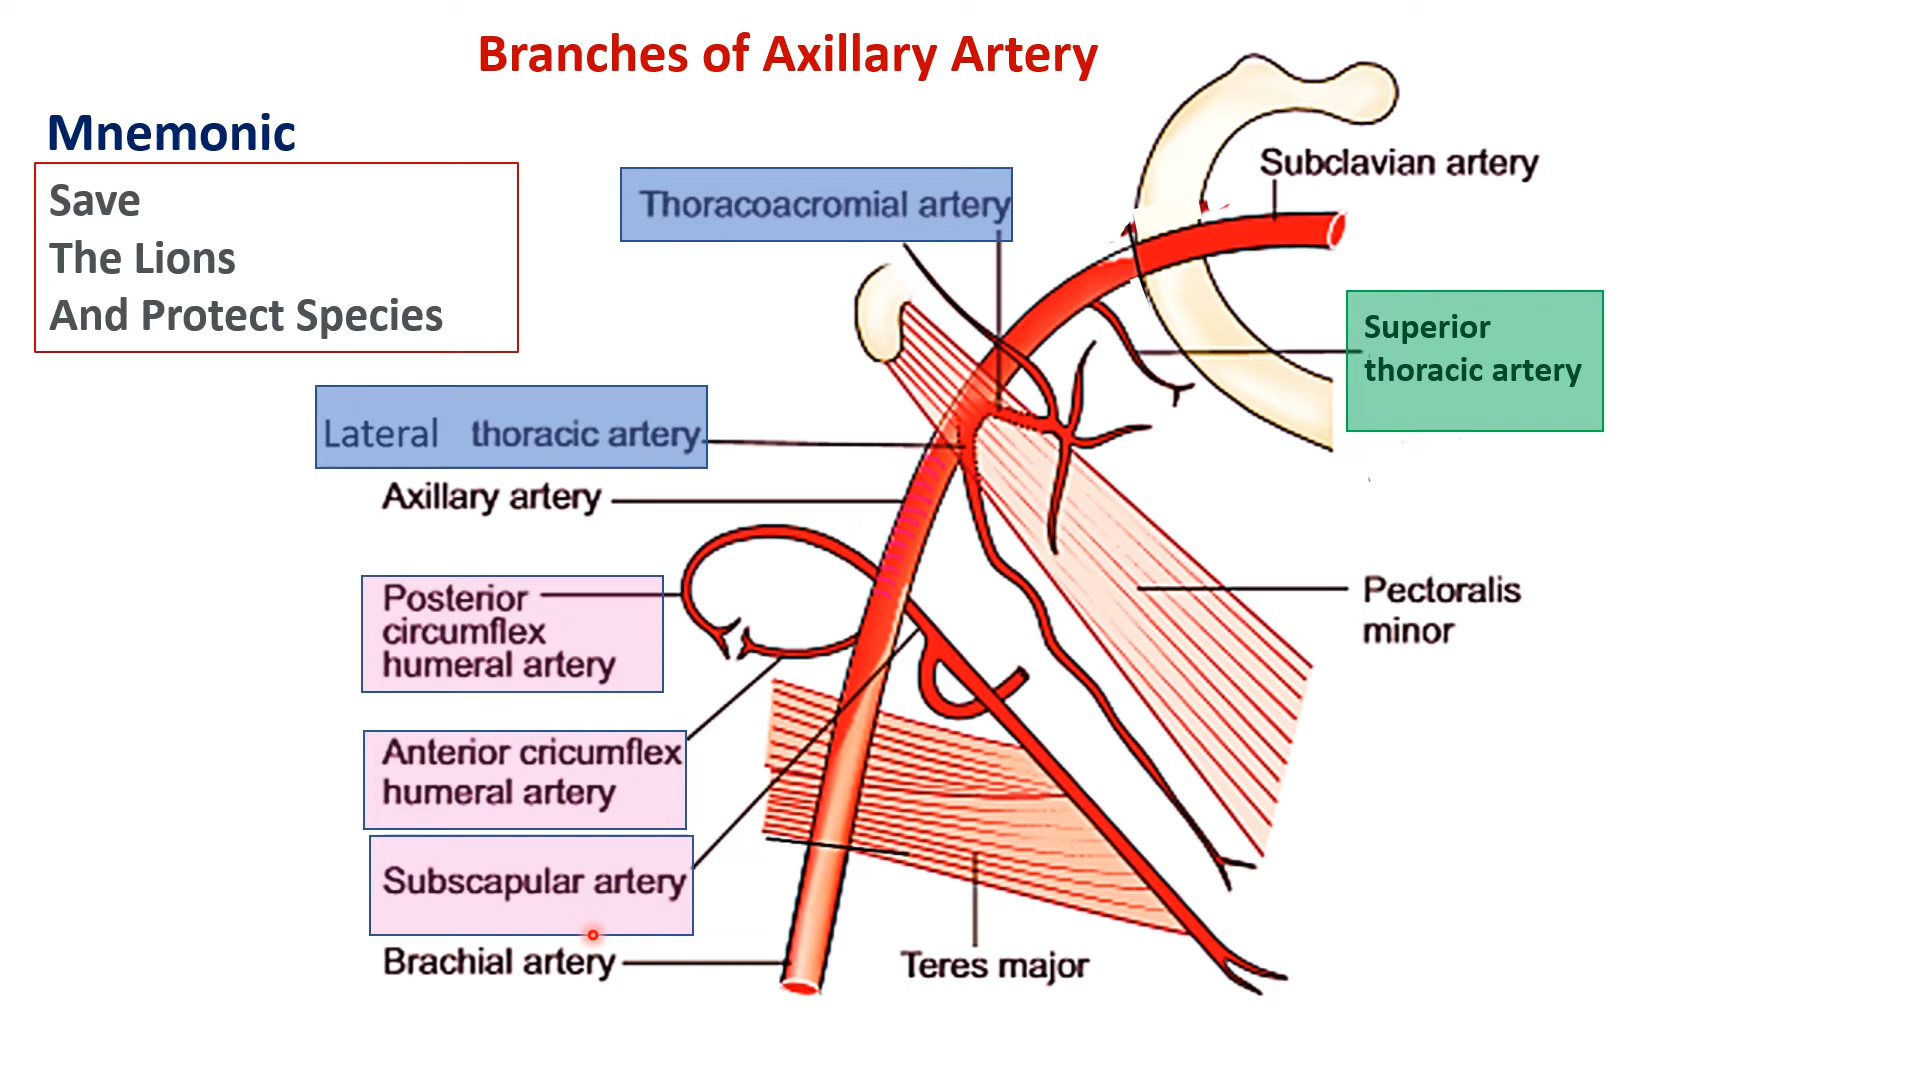 Branches of Axillary Artery
Mnemonic
Save
The Lions
And Protect Species
Subclavian artery
Thoracoacromial artery
Superior
thoracic artery
Lateral thoracic artery
Axillary artery
Posterior
circumflex
humeral artery
Pectoralis
minor
Anterior cricumflex
humeral artery
Subscapular artery
Brachial artery
Teres major